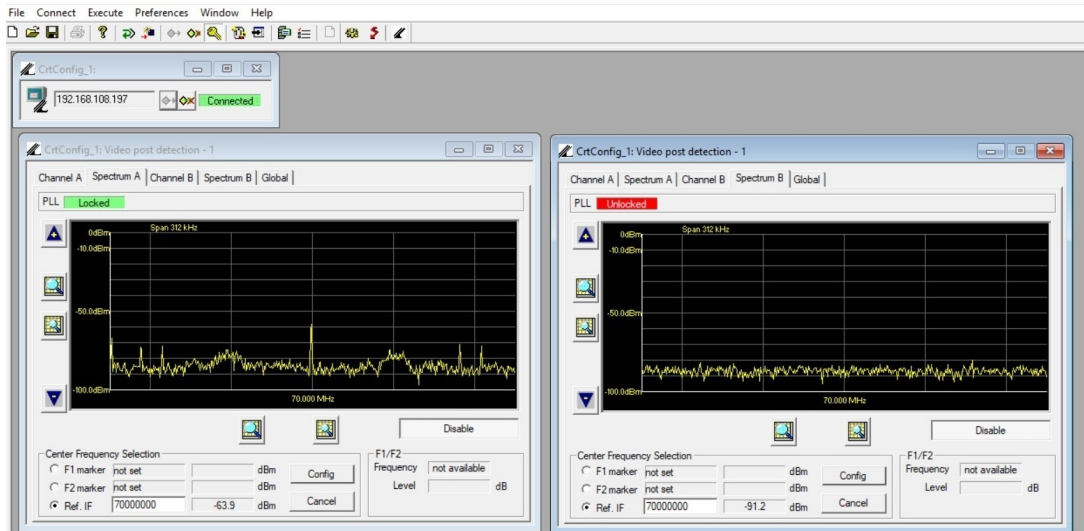 File Connect Execute Preferences Window Help
CrtConfig_1:
192.168.108.197 Connected
CrtConfig_1: Video post detection - 1
Channel A Spectrum A Channel B Spectrum B Global
PLL Locked
Span 312 kHz
0dBm
-10.0dBm
-50.0dBm
-100.0dBm
70.000 MHz
Disable
Center Frequency Selection
F1 marker not set dBm
F2 marker not set dBm
Ref. IF 70000000 -63.9 dBm
Config
Cancel
F1/F2
Frequency not available
Level dB
CrtConfig_1: Video post detection - 1
Channel A Spectrum A Channel B Spectrum B Global
PLL Unlocked
Span 312 kHz
0dBm
-10.0dBm
-50.0dBm
-100.0dBm
70.000 MHz
Disable
Center Frequency Selection
F1 marker not set dBm
F2 marker not set dBm
Ref. IF 70000000 -91.2 dBm
Config
Cancel
F1/F2
Frequency not available
Level dB